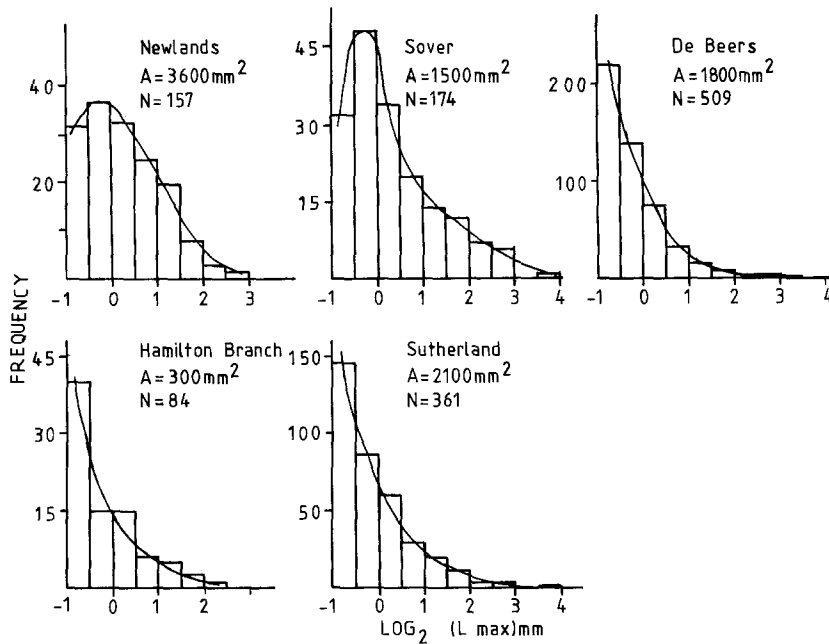 Newlands
A=3600mm²
N=157
40
20
-1 0 1 2 3
Sover
A=1500mm²
N=174
45
30
15
-1 0 1 2 3 4
De Beers
A=1800mm²
N=509
200
100
-1 0 1 2 3 4
FREQUENCY
Hamilton Branch
A=300mm²
N=84
45
30
15
-1 0 1 2
Sutherland
A=2100mm²
N=361
150
100
50
-1 0 1 2 3 4
LOG₂ (L max)mm